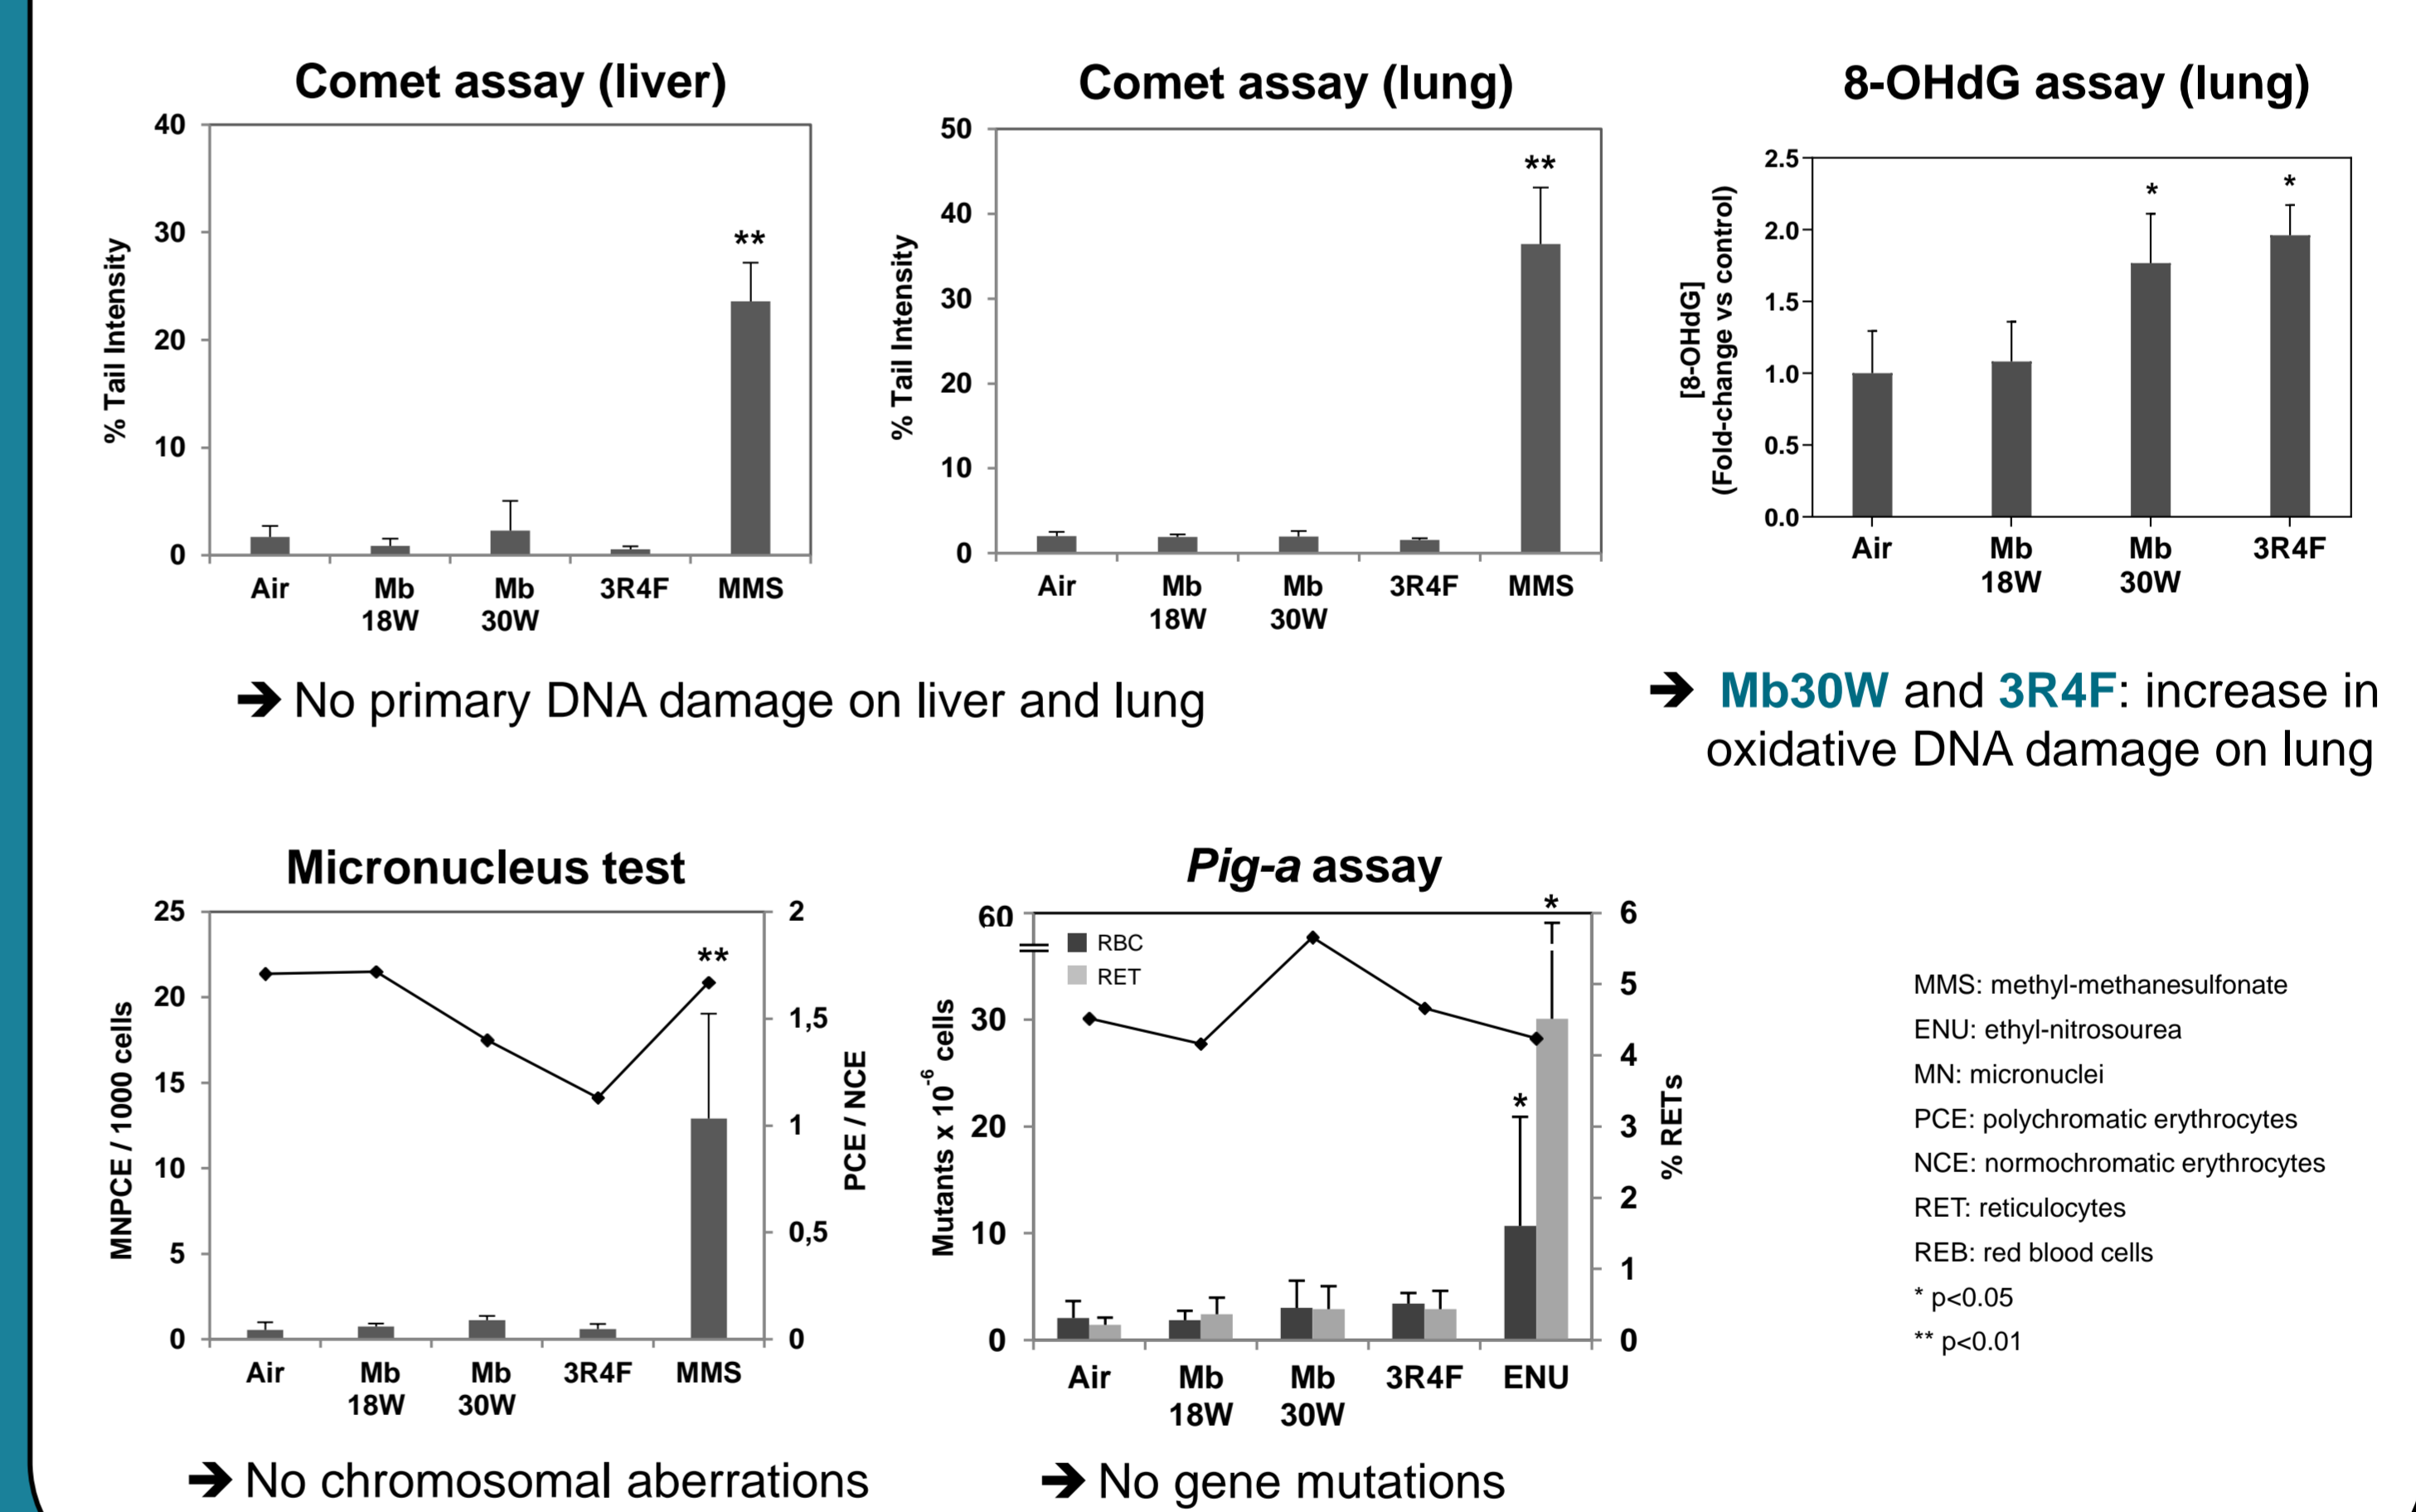 Comet assay (liver)
40
30
20
10
0
% Tail Intensity
**
Air
Mb
18W
Mb
30W
3R4F
MMS
Comet assay (lung)
50
40
30
20
10
0
% Tail Intensity
**
Air
Mb
18W
Mb
30W
3R4F
MMS
➔ No primary DNA damage on liver and lung
8-OHdG assay (lung)
2.5
2.0
1.5
1.0
0.5
0.0
[8-OHdG]
(Fold-change vs control)
*
*
Air
Mb
18W
Mb
30W
3R4F
➔ Mb30W and 3R4F: increase in
oxidative DNA damage on lung
Micronucleus test
25
20
15
10
5
0
MNPCE / 1000 cells
**
2
1,5
1
0,5
0
PCE / NCE
Air
Mb
18W
Mb
30W
3R4F
MMS
➔ No chromosomal aberrations
Pig-a assay
60
30
20
10
0
Mutants x 10-6 cells
RBC
RET
*
*
6
5
4
3
2
1
0
% RETs
Air
Mb
18W
Mb
30W
3R4F
ENU
➔ No gene mutations
MMS: methyl-methanesulfonate
ENU: ethyl-nitrosourea
MN: micronuclei
PCE: polychromatic erythrocytes
NCE: normochromatic erythrocytes
RET: reticulocytes
REB: red blood cells
* p<0.05
** p<0.01